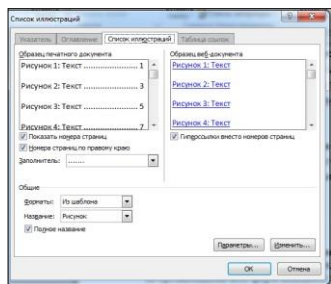 Список иллюстраций
Указатель Оглавление Список иллюстраций Таблица ссылок
Образец печатного документа
Рисунок 1: Текст ............... 1
Рисунок 2: Текст ............... 3
Рисунок 3: Текст ............... 5
Рисунок 4: Текст ............... 7
Образец веб-документа
Рисунок 1: Текст
Рисунок 2: Текст
Рисунок 3: Текст
Рисунок 4: Текст
Показать номера страниц
Номера страниц по правому краю
Гиперссылки вместо номеров страниц
Заполнитель: ........
Общие
Форматы: Из шаблона
Название: Рисунок
Полное название
Параметры... Изменить...
ОК Отмена